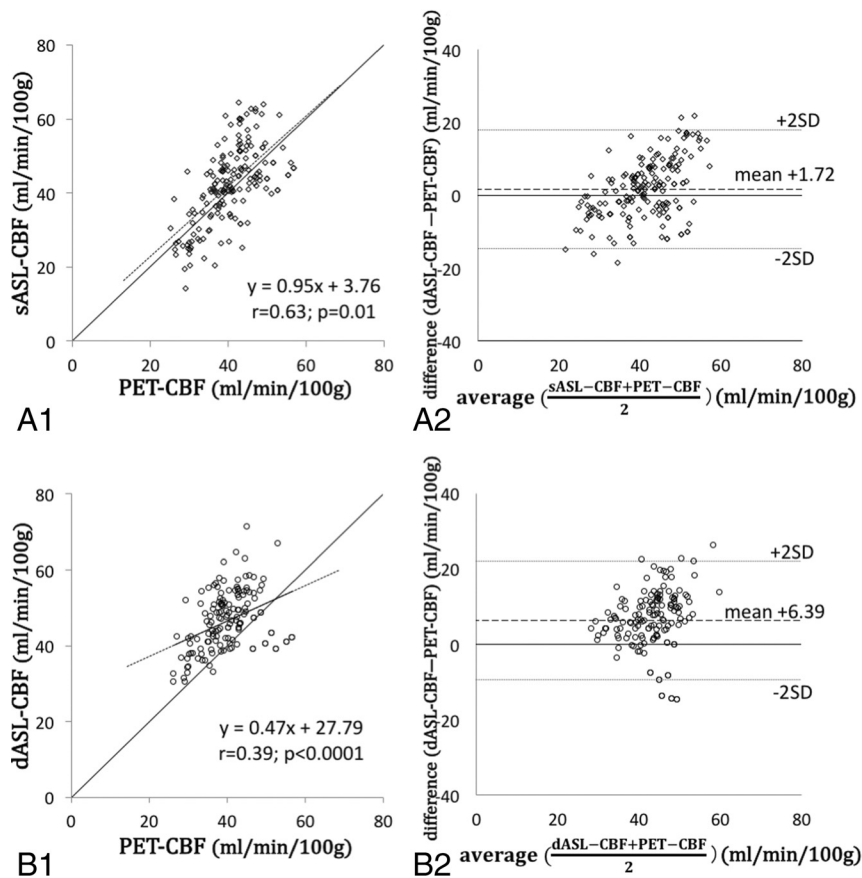 80
60
40
20
0
0
20
40
60
80
sASL-CBF (ml/min/100g)
y = 0.95x + 3.76
r=0.63; p=0.01
PET-CBF (ml/min/100g)
A1
40
20
0
-20
-40
0
20
40
60
80
difference (dASL-CBF –PET-CBF) (ml/min/100g)
+2SD
mean +1.72
-2SD
average (sASL–CBF+PET–CBF / 2) (ml/min/100g)
A2
80
60
40
20
0
0
20
40
60
80
dASL-CBF (ml/min/100g)
y = 0.47x + 27.79
r=0.39; p<0.0001
PET-CBF (ml/min/100g)
B1
40
20
0
-20
-40
0
20
40
60
80
difference (dASL-CBF–PET-CBF) (ml/min/100g)
+2SD
mean +6.39
-2SD
average (dASL–CBF+PET–CBF / 2) (ml/min/100g)
B2